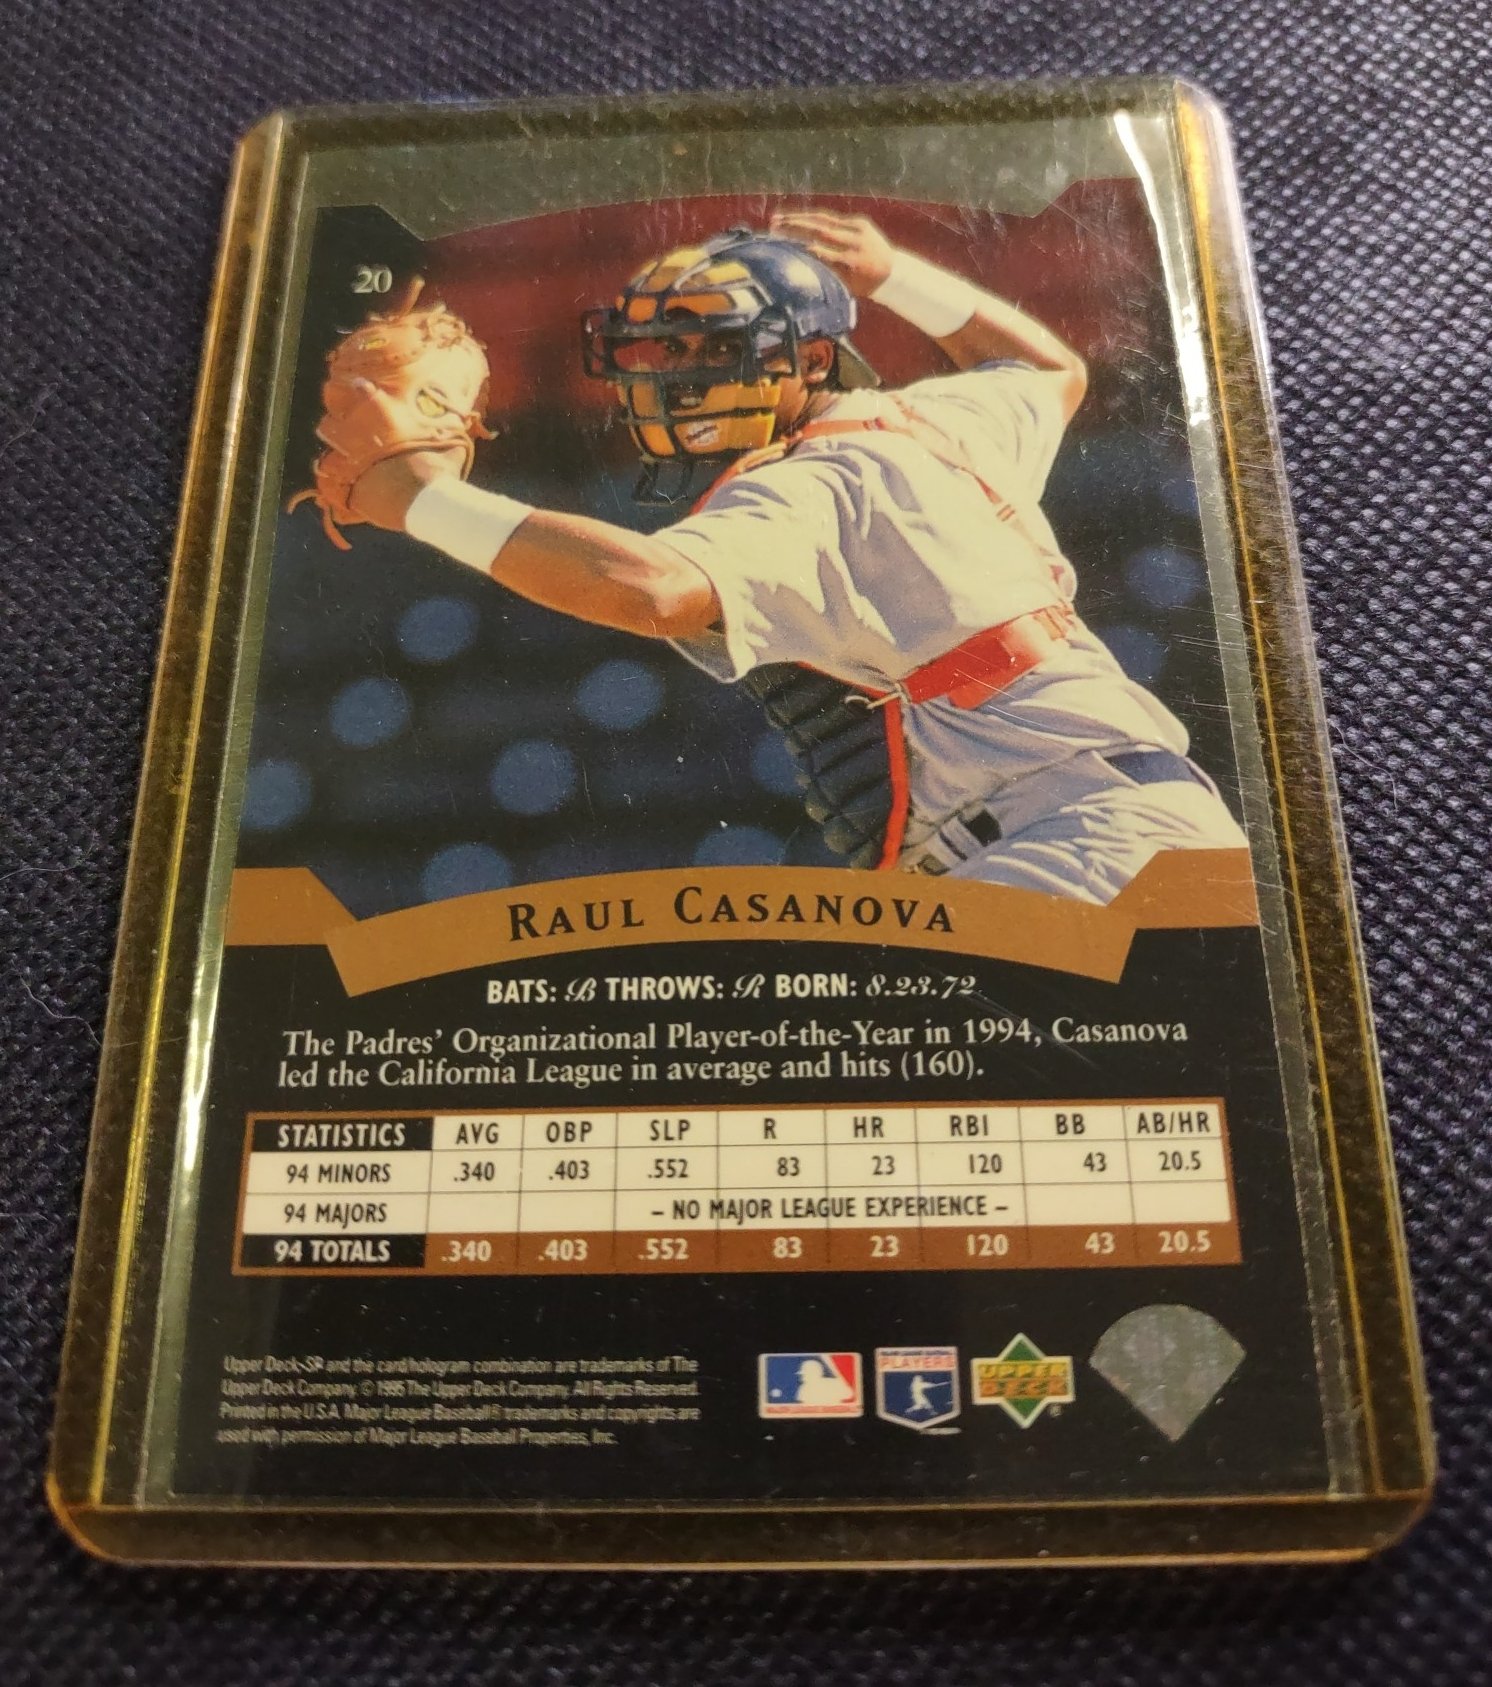 20
RAUL CASANOVA
BATS: B THROWS: R BORN: 8.23.72
The Padres' Organizational Player-of-the-Year in 1994, Casanova
led the California League in average and hits (160).
STATISTICS AVG OBP SLP R HR RBI BB AB/HR
94 MINORS .340 .403 .552 83 23 120 43 20.5
94 MAJORS – NO MAJOR LEAGUE EXPERIENCE –
94 TOTALS .340 .403 .552 83 23 120 43 20.5
Upper Deck, SP and the card/hologram combination are trademarks of The
Upper Deck Company. © 1995 The Upper Deck Company. All Rights Reserved.
Printed in the U.S.A. Major League Baseball® trademarks and copyrights are
used with permission of Major League Baseball Properties, Inc.
PLAYERS
UPPER
DECK